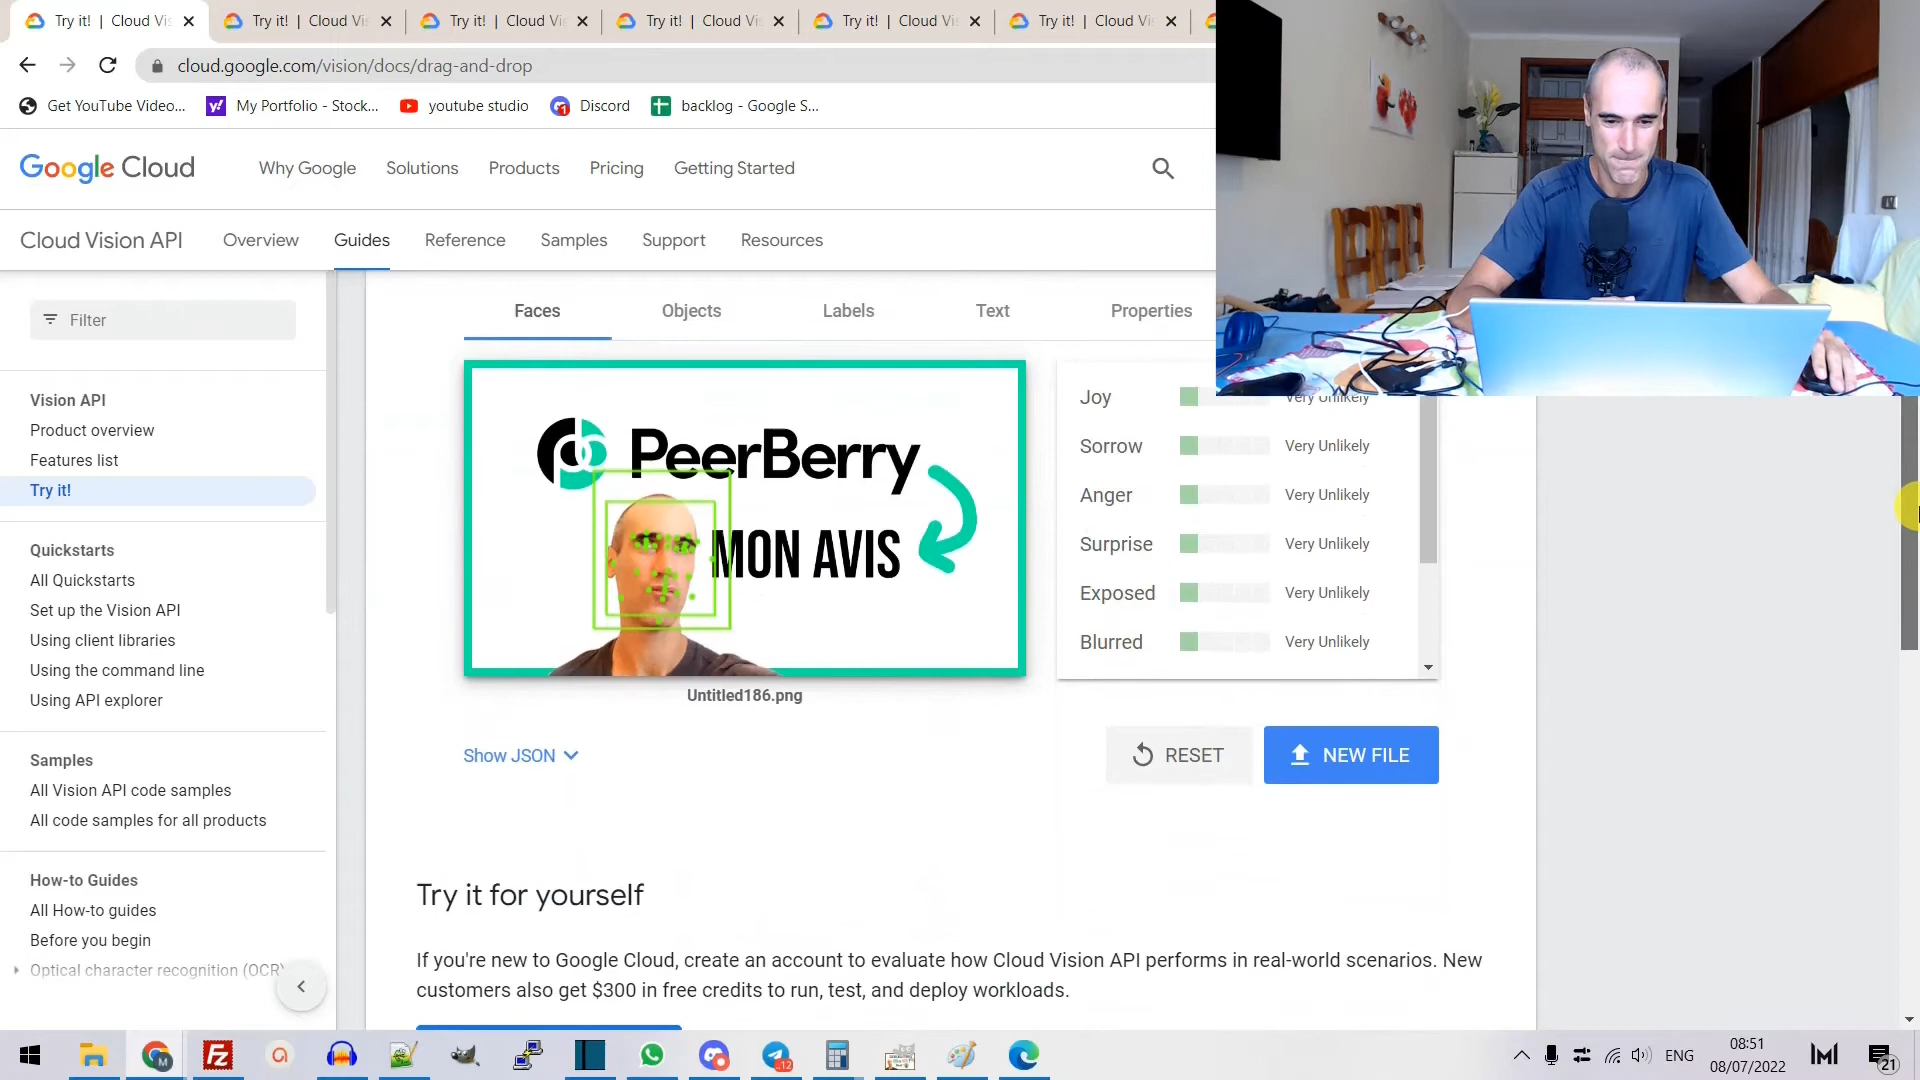 Try it! | Cloud Vis
Try it! | Cloud Vis
Try it! | Cloud Vis
Try it! | Cloud Vis
Try it! | Cloud Vis
Try it! | Cloud Vis
cloud.google.com/vision/docs/drag-and-drop
Get YouTube Video...
My Portfolio - Stock...
youtube studio
Discord
backlog - Google S...
Google Cloud
Why Google
Solutions
Products
Pricing
Getting Started
Cloud Vision API
Overview
Guides
Reference
Samples
Support
Resources
Filter
Vision API
Product overview
Features list
Try it!
Quickstarts
All Quickstarts
Set up the Vision API
Using client libraries
Using the command line
Using API explorer
Samples
All Vision API code samples
All code samples for all products
How-to Guides
All How-to guides
Before you begin
Optical character recognition (OCR)
Faces
Objects
Labels
Text
Properties
PeerBerry
MON AVIS
Untitled186.png
Joy Very Unlikely
Sorrow Very Unlikely
Anger Very Unlikely
Surprise Very Unlikely
Exposed Very Unlikely
Blurred Very Unlikely
Show JSON
RESET
NEW FILE
Try it for yourself
If you're new to Google Cloud, create an account to evaluate how Cloud Vision API performs in real-world scenarios. New
customers also get $300 in free credits to run, test, and deploy workloads.
12
ENG
08:51
08/07/2022
21